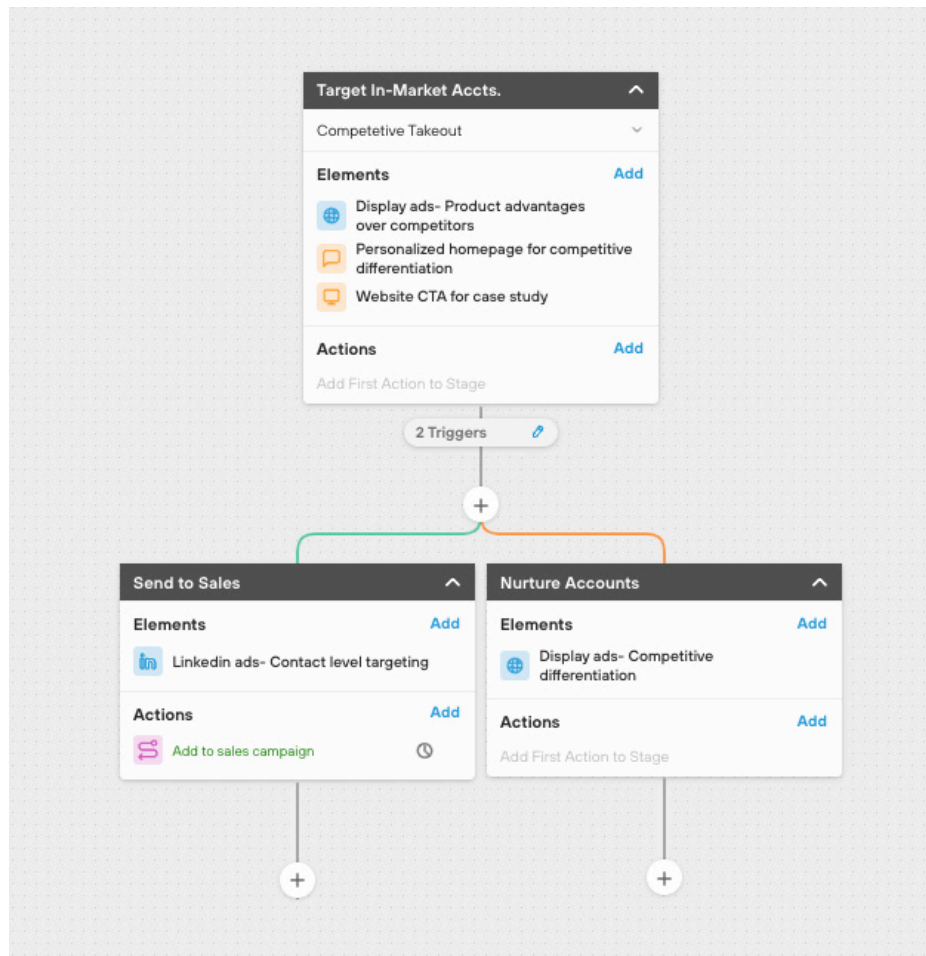 Target In-Market Accts.
Competetive Takeout
Elements Add
Display ads- Product advantages
over competitors
Personalized homepage for competitive
differentiation
Website CTA for case study
Actions Add
Add First Action to Stage
2 Triggers
Send to Sales
Elements Add
in Linkedin ads- Contact level targeting
Actions Add
Add to sales campaign
Nurture Accounts
Elements Add
Display ads- Competitive
differentiation
Actions Add
Add First Action to Stage